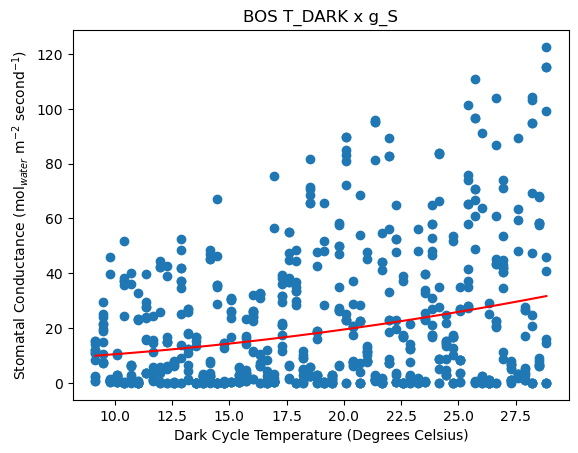 BOS T_DARK x g_S
Stomatal Conductance (mol_water m⁻² second⁻¹)
120
100
80
60
40
20
0
10.0 12.5 15.0 17.5 20.0 22.5 25.0 27.5
Dark Cycle Temperature (Degrees Celsius)